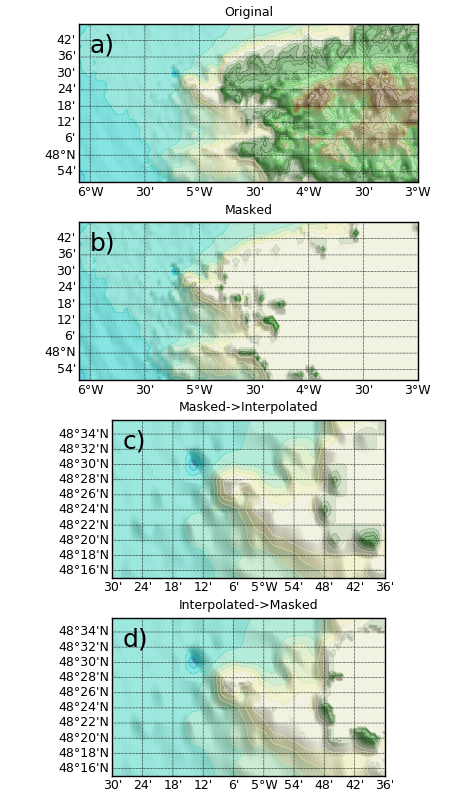 Original
a)
42'
36'
30'
24'
18'
12'
6'
48°N
54'
6°W 30' 5°W 30' 4°W 30' 3°W
Masked
b)
42'
36'
30'
24'
18'
12'
6'
48°N
54'
6°W 30' 5°W 30' 4°W 30' 3°W
Masked->Interpolated
c)
48°34'N
48°32'N
48°30'N
48°28'N
48°26'N
48°24'N
48°22'N
48°20'N
48°18'N
48°16'N
30' 24' 18' 12' 6' 5°W 54' 48' 42' 36'
Interpolated->Masked
d)
48°34'N
48°32'N
48°30'N
48°28'N
48°26'N
48°24'N
48°22'N
48°20'N
48°18'N
48°16'N
30' 24' 18' 12' 6' 5°W 54' 48' 42' 36'